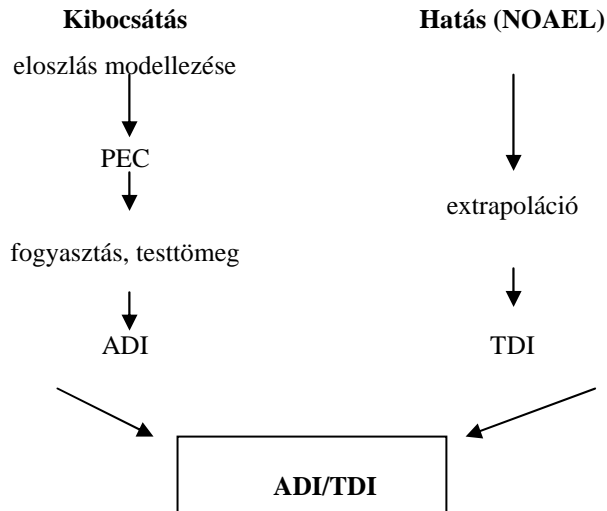 Kibocsátás
eloszlás modellezése
PEC
fogyasztás, testtömeg
ADI
Hatás (NOAEL)
extrapoláció
TDI
ADI/TDI